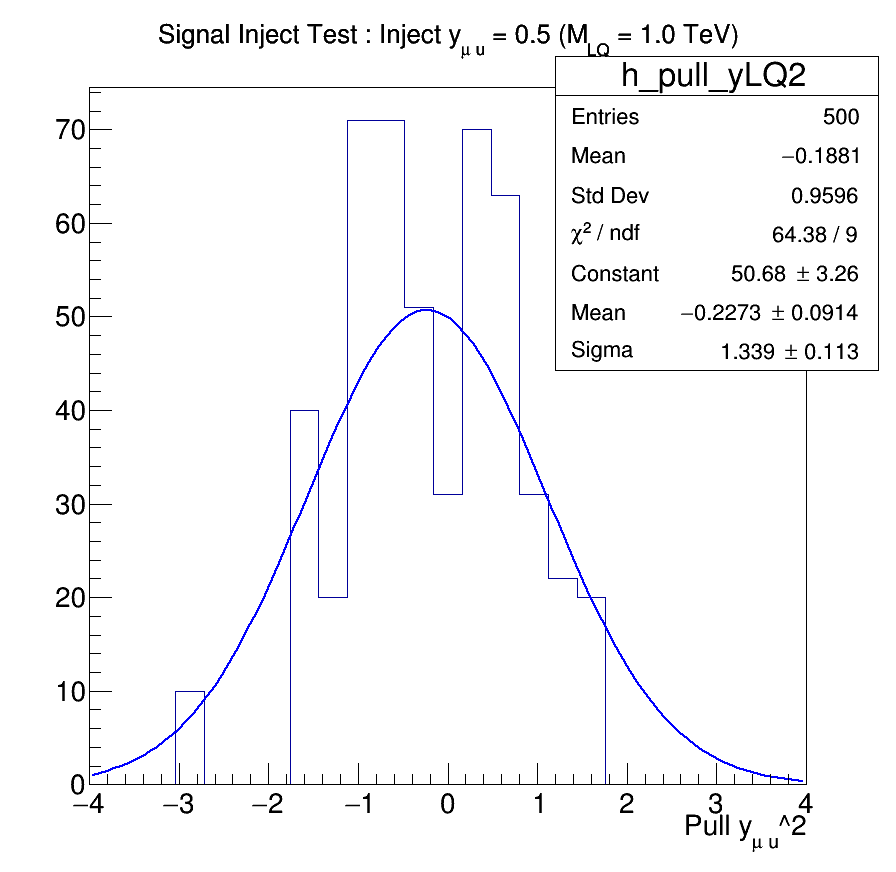 Signal Inject Test : Inject y_μ u = 0.5 (M_LQ = 1.0 TeV)
h_pull_yLQ2
Entries 500
Mean −0.1881
Std Dev 0.9596
χ² / ndf 64.38 / 9
Constant 50.68 ± 3.26
Mean −0.2273 ± 0.0914
Sigma 1.339 ± 0.113
70
60
50
40
30
20
10
0
−4 −3 −2 −1 0 1 2 3 4
Pull y_μ u^2